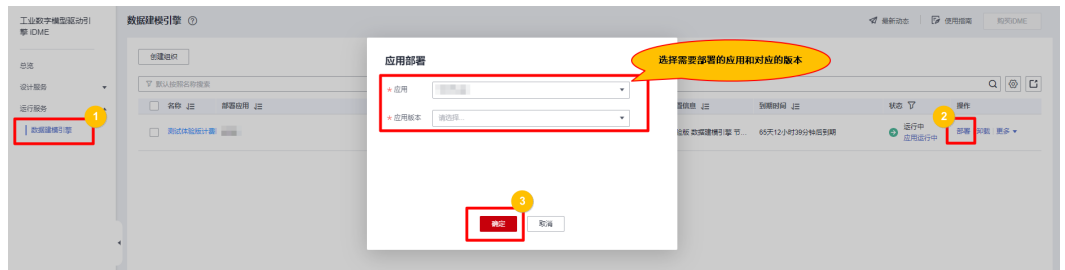 工业数字模型驱动引
擎 iDME
数据建模引擎
最新动态
使用指南
购买iDME
总览
设计服务
运行服务
数据建模引擎
1
创建组织
默认按照名称搜索
名称
部署应用
到期时间
状态
操作
测试体验版计算
验版 数据建模引擎 节...
65天12小时39分钟后到期
运行中
应用运行中
2
部署
卸载
更多
应用部署
* 应用
* 应用版本
请选择...
选择需要部署的应用和对应的版本
3
确定
取消